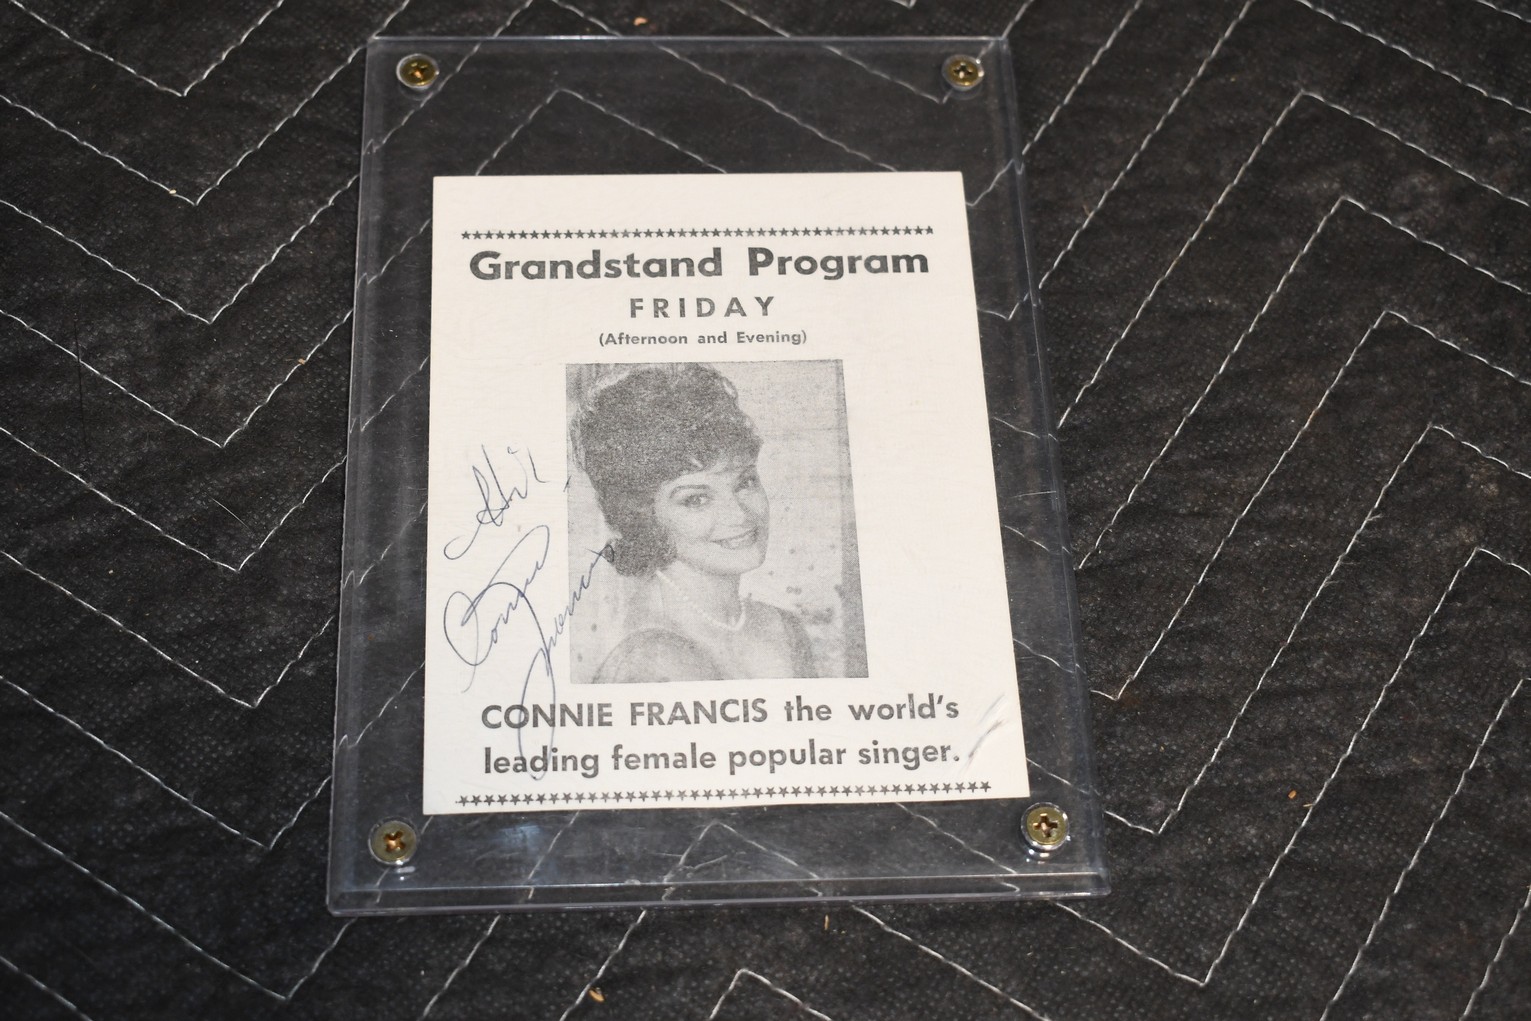 Grandstand Program
FRIDAY
(Afternoon and Evening)
Hi
Connie
Francis
CONNIE FRANCIS the world's
leading female popular singer.